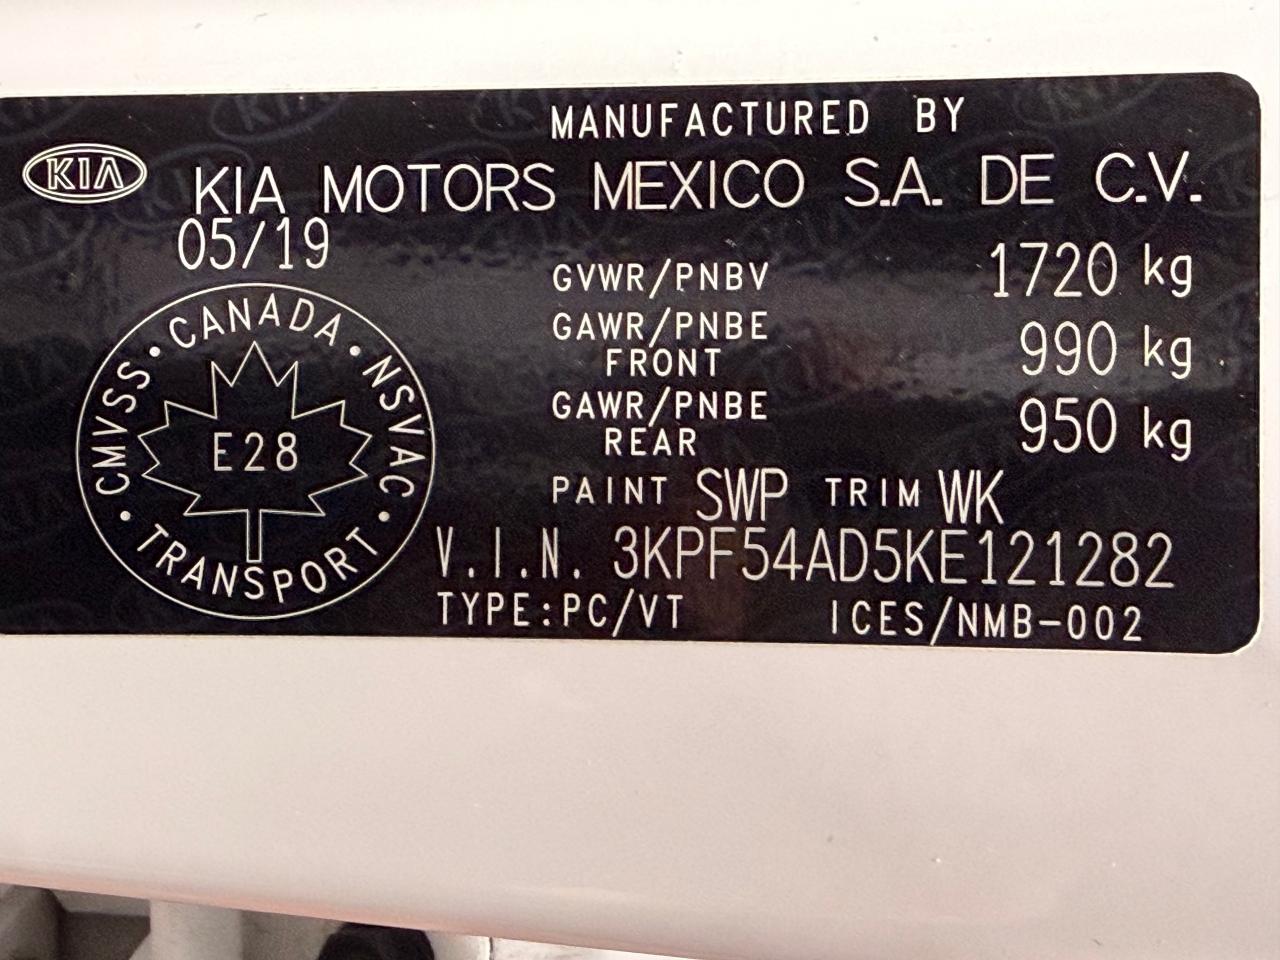 MANUFACTURED BY
KIA KIA MOTORS MEXICO S.A. DE C.V.
05/19
GVWR/PNBV 1720 kg
GAWR/PNBE FRONT 990 kg
GAWR/PNBE REAR 950 kg
CANADA • NSVAC • TRANSPORT • CMVSS •
E28
PAINT SWP TRIM WK
V.I.N. 3KPF54AD5KE121282
TYPE:PC/VT ICES/NMB-002